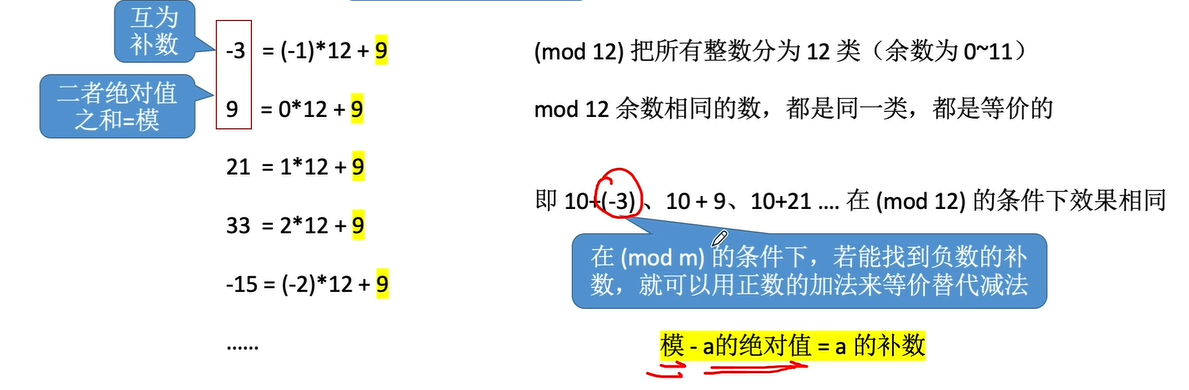 互为
补数
-3 = (-1)*12 + 9
(mod 12) 把所有整数分为 12 类（余数为 0~11）
二者绝对值
之和=模
9 = 0*12 + 9
mod 12 余数相同的数，都是同一类，都是等价的
21 = 1*12 + 9
即 10+(-3)、10 + 9、10+21 .... 在 (mod 12) 的条件下效果相同
33 = 2*12 + 9
在 (mod m) 的条件下，若能找到负数的补
数，就可以用正数的加法来等价替代减法
-15 = (-2)*12 + 9
......
模 - a的绝对值 = a 的补数